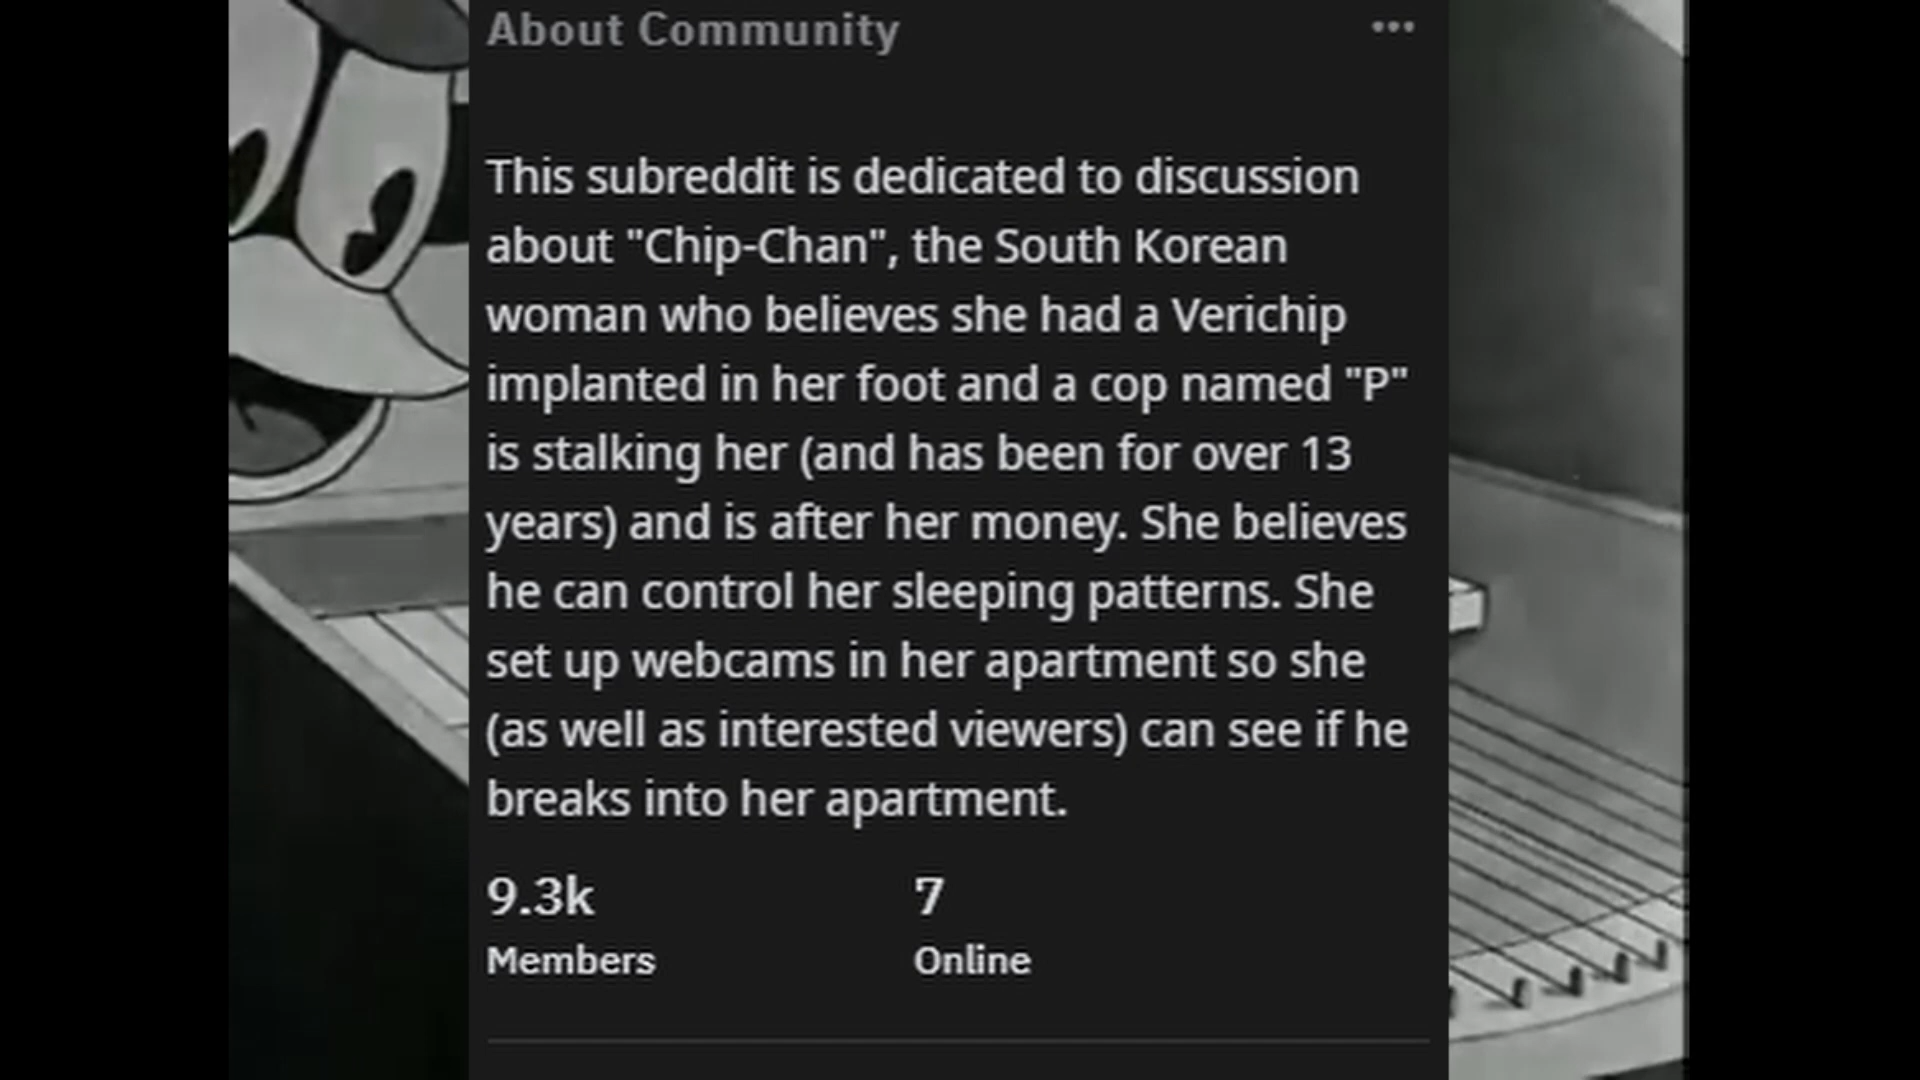 About Community
This subreddit is dedicated to discussion
about "Chip-Chan", the South Korean
woman who believes she had a Verichip
implanted in her foot and a cop named "P"
is stalking her (and has been for over 13
years) and is after her money. She believes
he can control her sleeping patterns. She
set up webcams in her apartment so she
(as well as interested viewers) can see if he
breaks into her apartment.
9.3k 7
Members Online